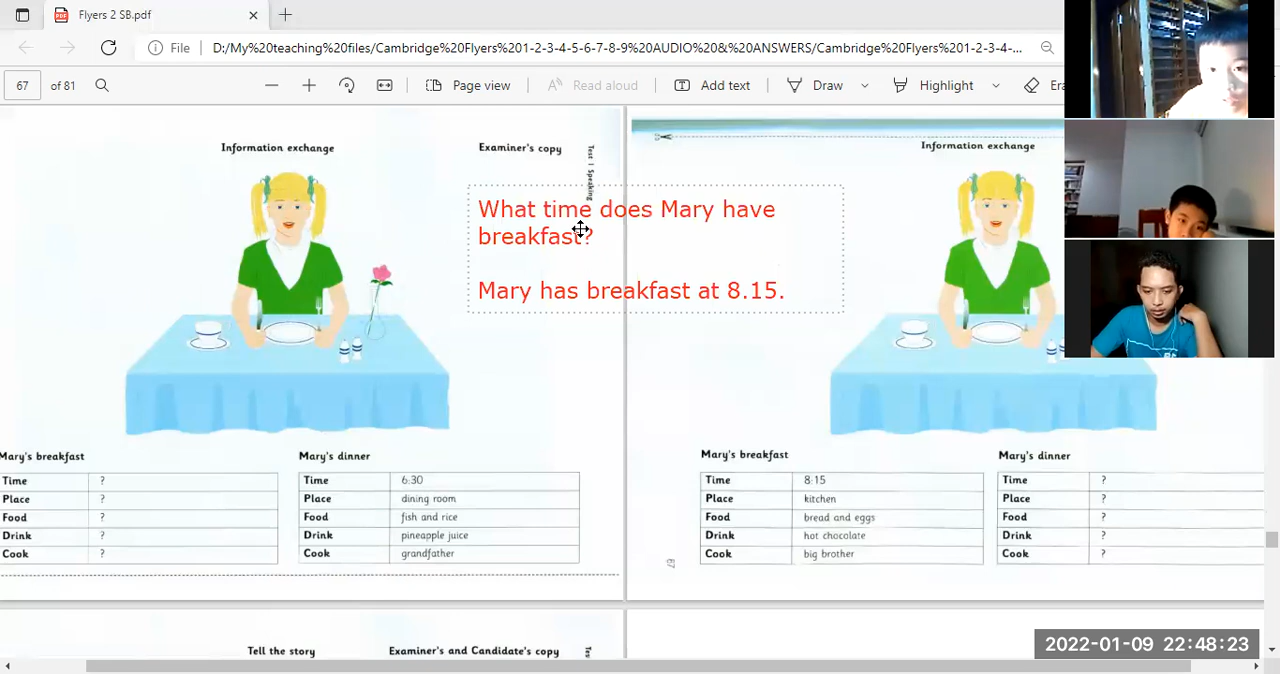 Flyers 2 SB.pdf
File D:/My%20teaching%20files/Cambridge%20Flyers%201-2-3-4-5-6-7-8-9%20AUDIO%20&%20ANSWERS/Cambridge%20Flyers%201-2-3-4-...
67 of 81 Page view Read aloud Add text Draw Highlight Era
Information exchange Examiner's copy
Test 1 Speaking
What time does Mary have
breakfast?
Mary has breakfast at 8.15.
Mary's breakfast
Time ?
Place ?
Food ?
Drink ?
Cook ?
Mary's dinner
Time 6:30
Place dining room
Food fish and rice
Drink pineapple juice
Cook grandfather
Information exchange
Mary's breakfast
Time 8:15
Place kitchen
Food bread and eggs
Drink hot chocolate
Cook big brother
Mary's dinner
Time ?
Place ?
Food ?
Drink ?
Cook ?
67
Tell the story Examiner's and Candidate's copy
2022-01-09 22:48:23